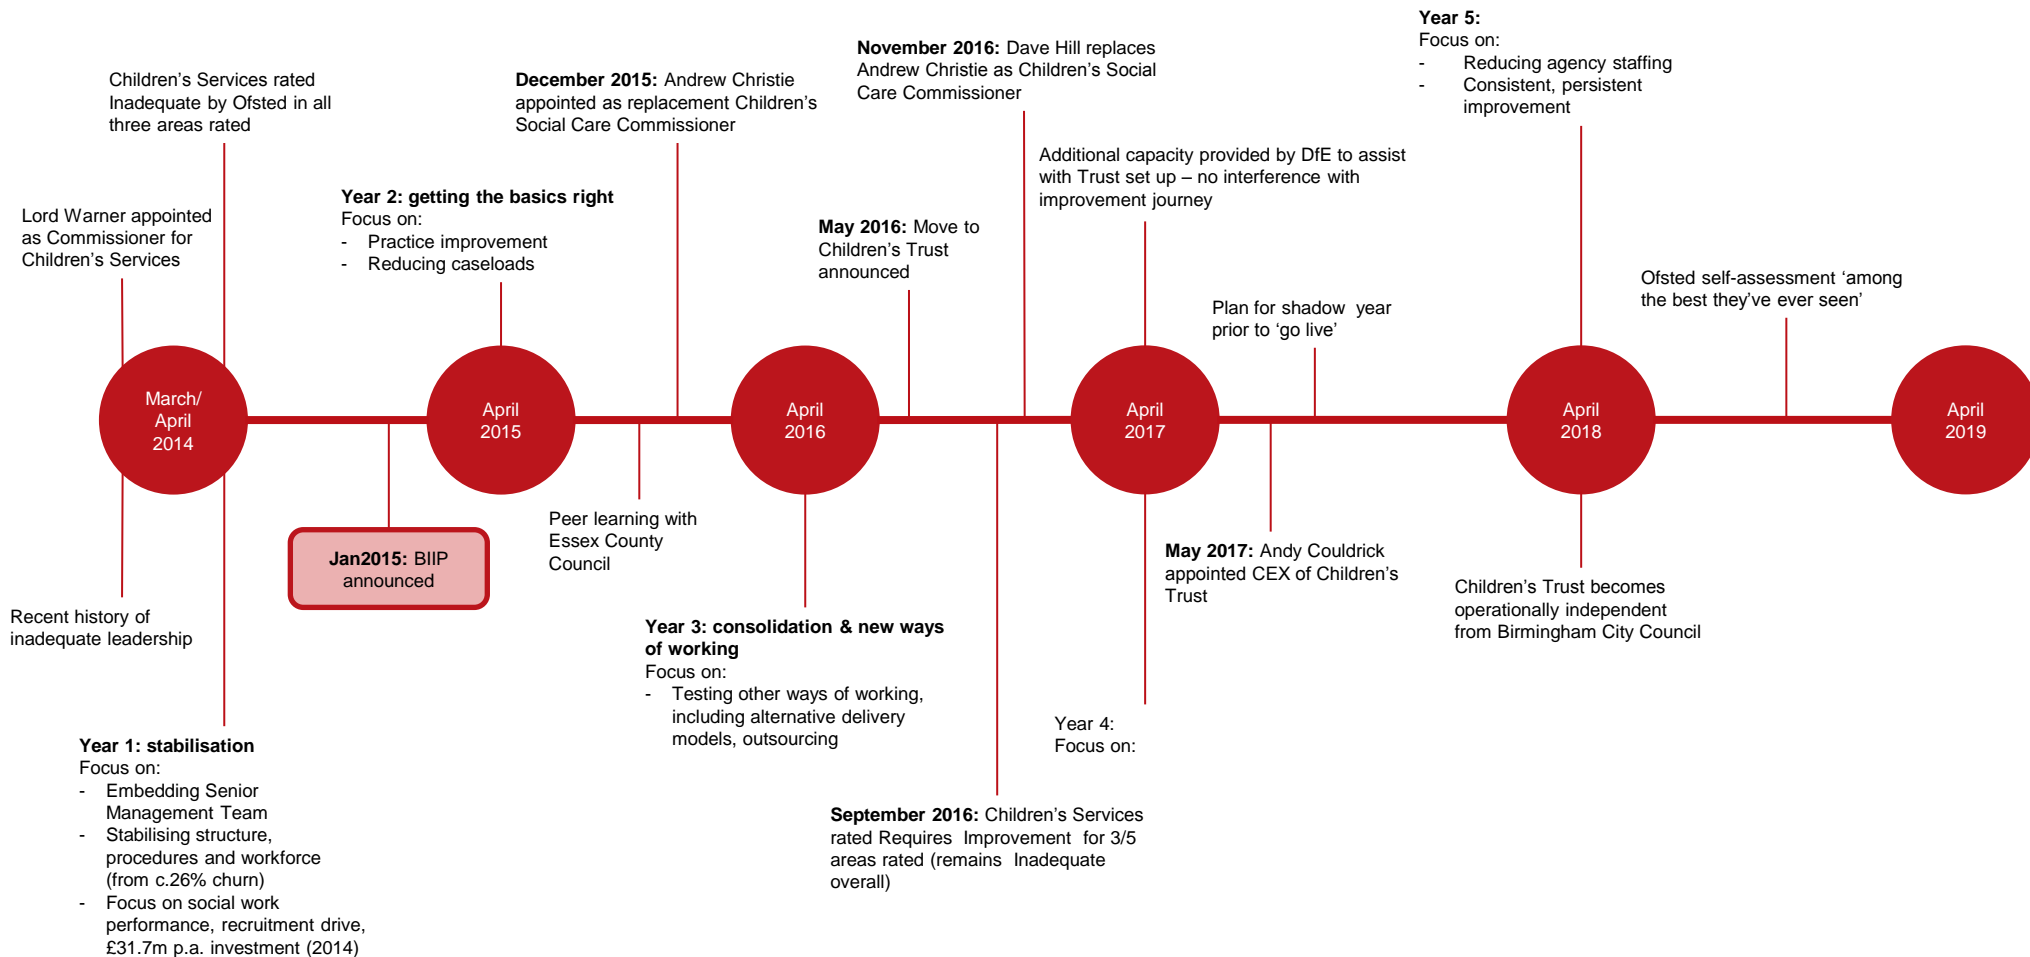 Year 5:
Focus on:
- Reducing agency staffing
- Consistent, persistent
improvement
November 2016: Dave Hill replaces
Andrew Christie as Children’s Social
Care Commissioner
Children’s Services rated
Inadequate by Ofsted in all
three areas rated
December 2015: Andrew Christie
appointed as replacement Children’s
Social Care Commissioner
Additional capacity provided by DfE to assist
with Trust set up – no interference with
improvement journey
Year 2: getting the basics right
Focus on:
- Practice improvement
- Reducing caseloads
Lord Warner appointed
as Commissioner for
Children’s Services
May 2016: Move to
Children’s Trust
announced
Ofsted self-assessment ‘among
the best they’ve ever seen’
Plan for shadow year
prior to ‘go live’
March/
April
2014
April
2015
April
2016
April
2017
April
2018
April
2019
Jan2015: BIIP
announced
Peer learning with
Essex County
Council
May 2017: Andy Couldrick
appointed CEX of Children’s
Trust
Children’s Trust becomes
operationally independent
from Birmingham City Council
Recent history of
inadequate leadership
Year 3: consolidation & new ways
of working
Focus on:
- Testing other ways of working,
including alternative delivery
models, outsourcing
Year 4:
Focus on:
Year 1: stabilisation
Focus on:
- Embedding Senior
Management Team
- Stabilising structure,
procedures and workforce
(from c.26% churn)
- Focus on social work
performance, recruitment drive,
£31.7m p.a. investment (2014)
September 2016: Children’s Services
rated Requires Improvement for 3/5
areas rated (remains Inadequate
overall)